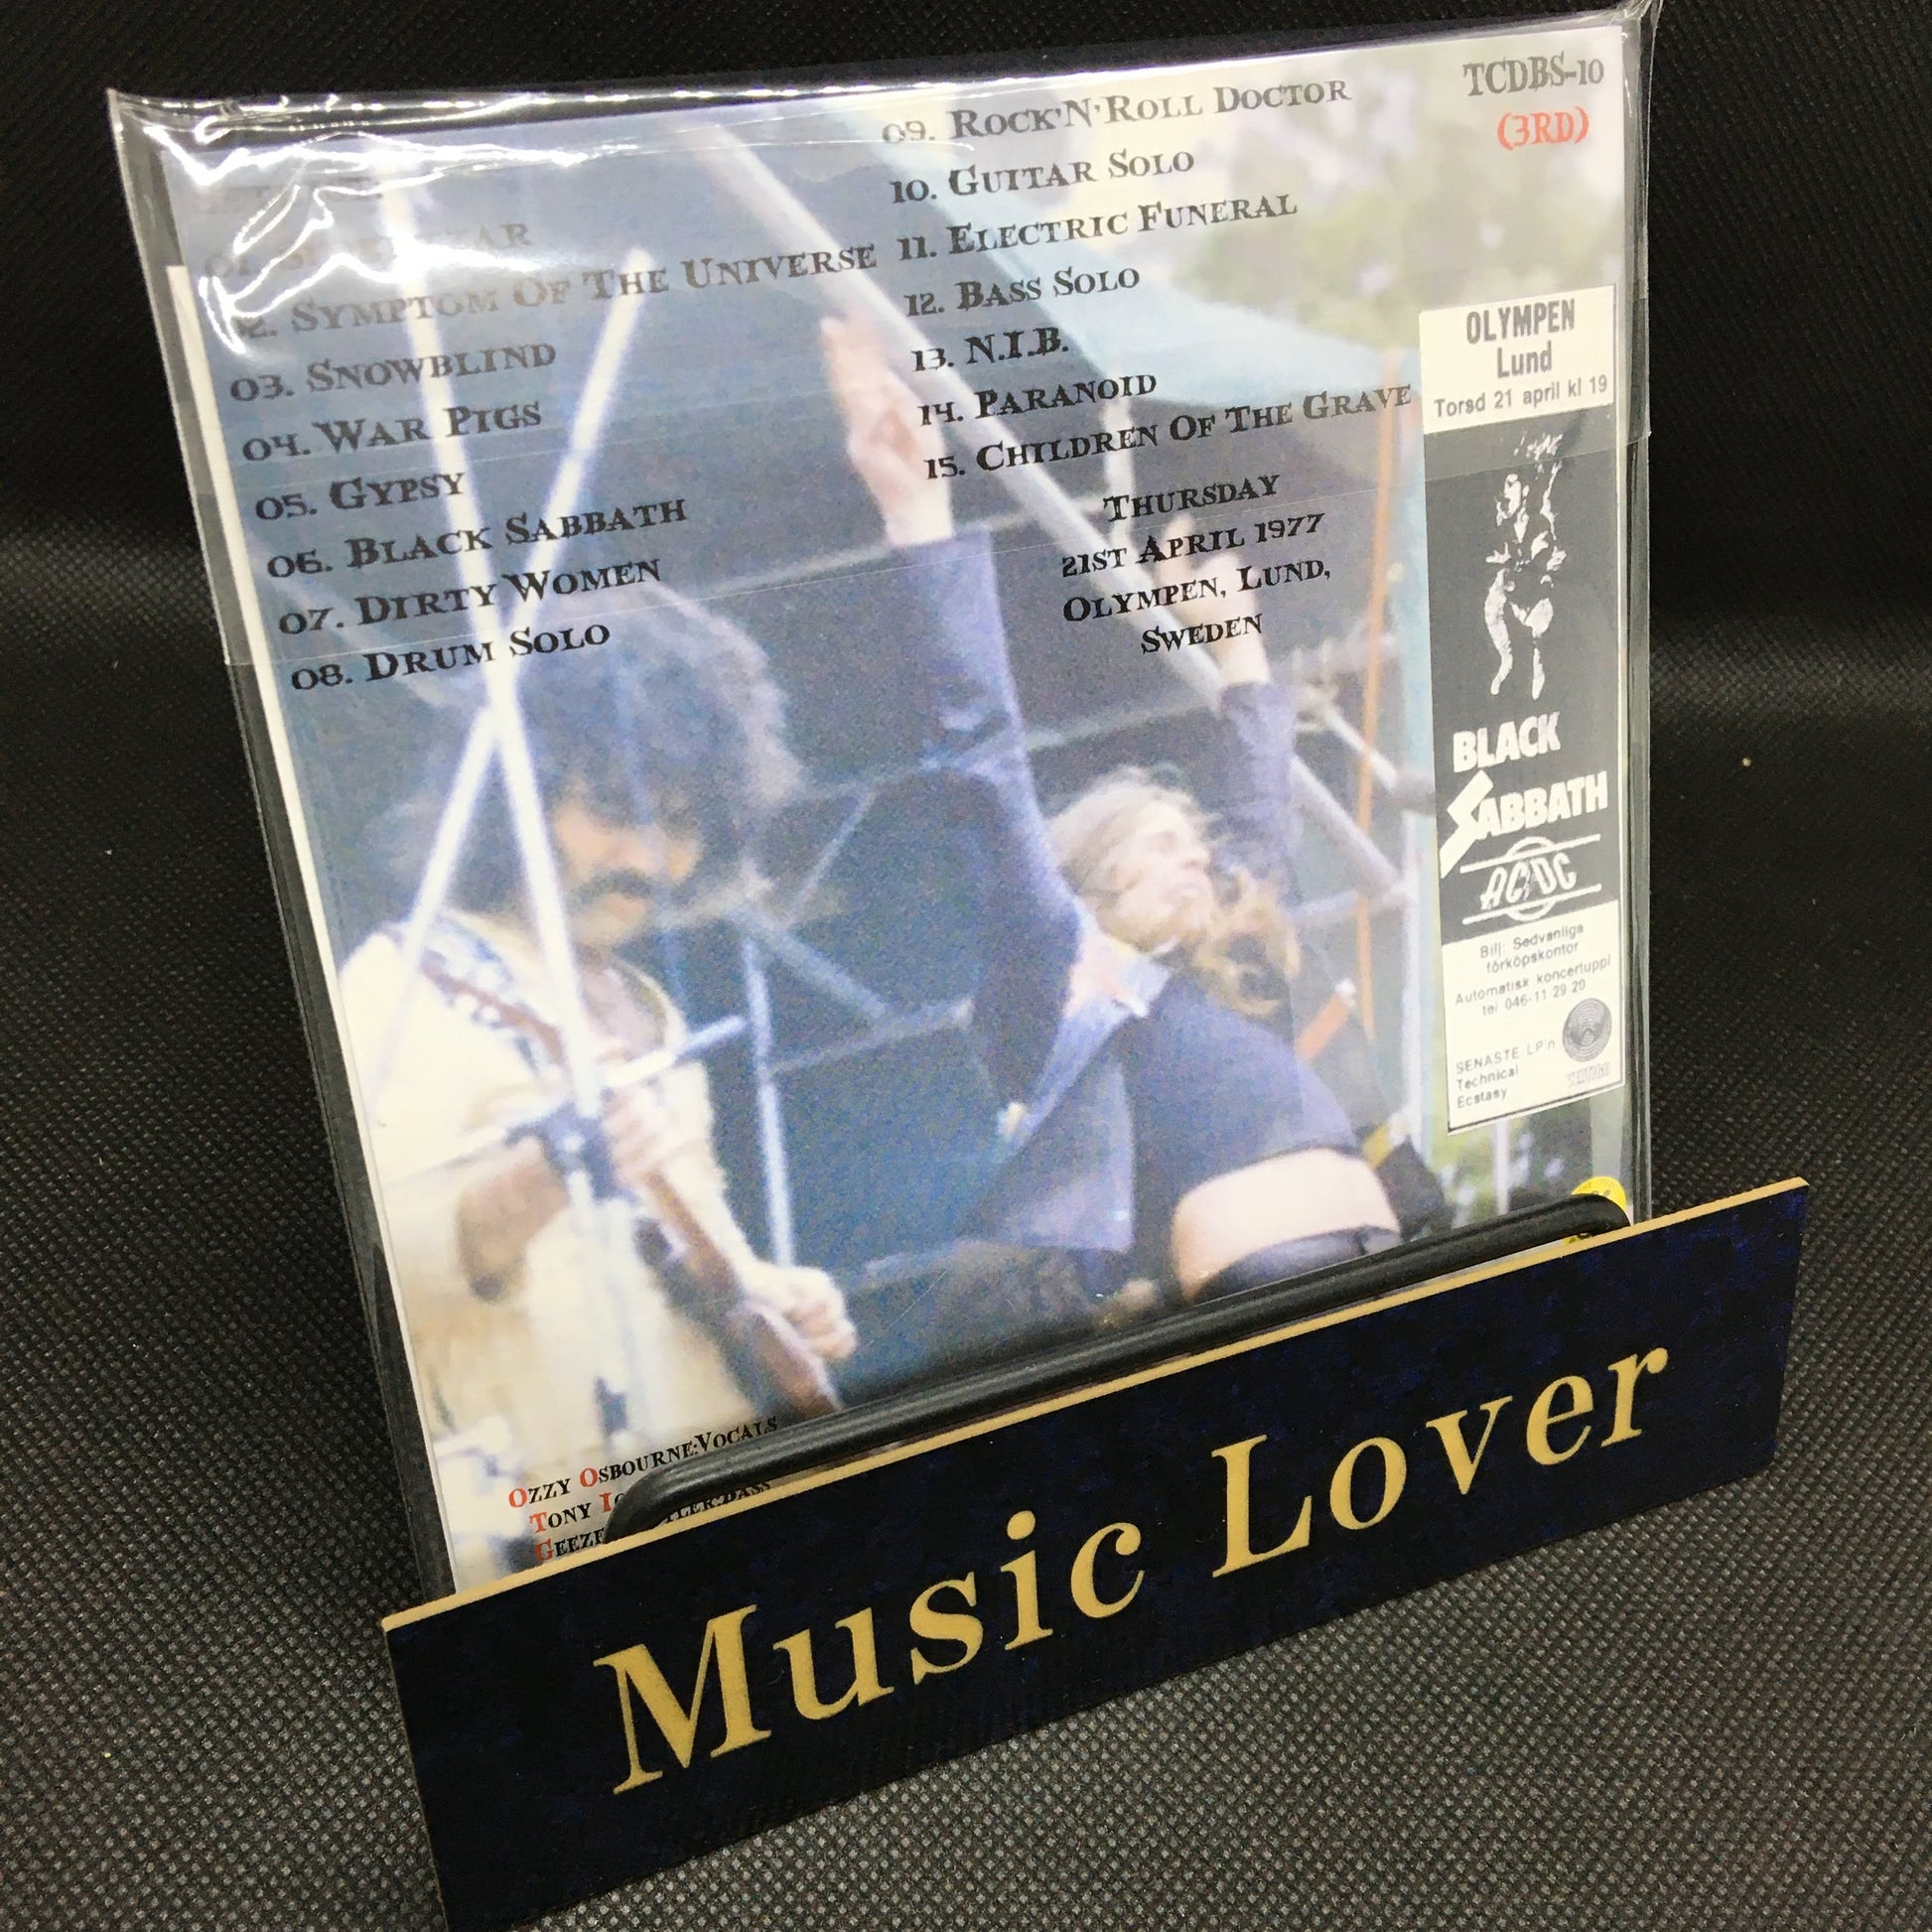 02. Symptom Of The Universe
03. Snowblind
04. War Pigs
05. Gypsy
06. Black Sabbath
07. Dirty Women
08. Drum Solo
09. Rock'N'Roll Doctor
10. Guitar Solo
11. Electric Funeral
12. Bass Solo
13. N.I.B.
14. Paranoid
15. Children Of The Grave
Thursday
21st April 1977
Olympen, Lund,
Sweden
TCDBS-10
(3RD)
OLYMPEN
Lund
Torsd 21 april kl 19
BLACK
SABBATH
AC/DC
Bilj: Sedvanliga
förköpskontor
Automatisk koncertuppl
tel 046-11 29 20
SENASTE LP'n
Technical
Ecstasy
VERTIGO
Ozzy Osbourne:Vocals
Tony
Music Lover